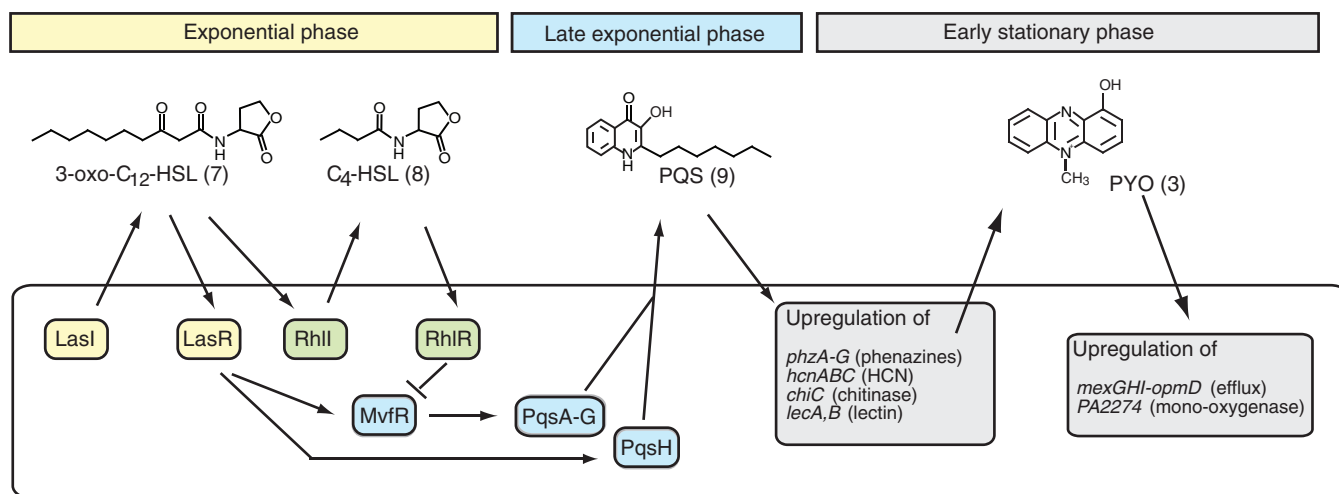 Exponential phase
Late exponential phase
Early stationary phase
O
O
N
H
O
O
3-oxo-C12-HSL (7)
O
N
H
O
O
C4-HSL (8)
O
OH
N
H
PQS (9)
OH
N
N
CH3
PYO (3)
LasI
LasR
RhlI
RhlR
MvfR
PqsA-G
PqsH
Upregulation of
phzA-G (phenazines)
hcnABC (HCN)
chiC (chitinase)
lecA,B (lectin)
Upregulation of
mexGHI-opmD (efflux)
PA2274 (mono-oxygenase)